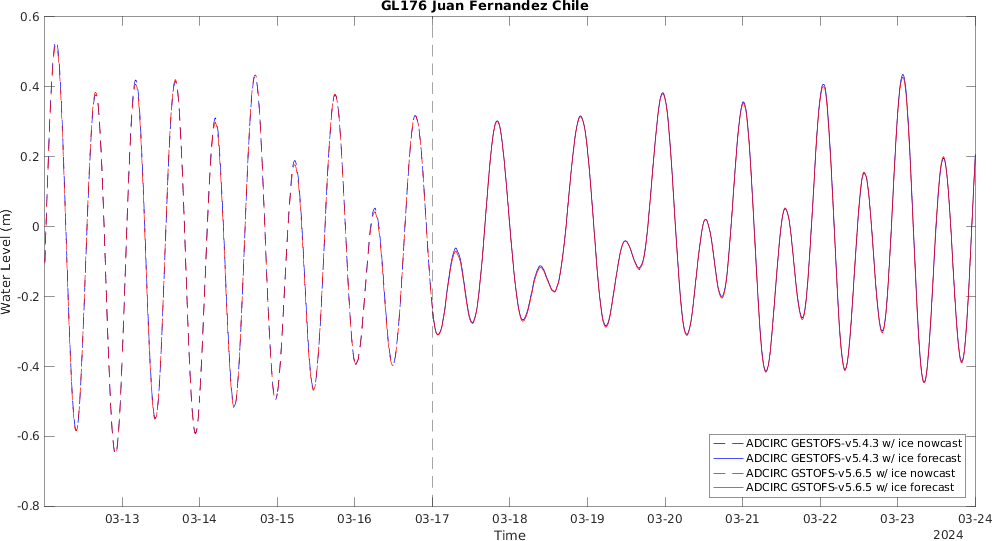 GL176 Juan Fernandez Chile
Water Level (m)
0.6
0.4
0.2
0
-0.2
-0.4
-0.6
-0.8
ADCIRC GESTOFS-v5.4.3 w/ ice nowcast
ADCIRC GESTOFS-v5.4.3 w/ ice forecast
ADCIRC GSTOFS-v5.6.5 w/ ice nowcast
ADCIRC GSTOFS-v5.6.5 w/ ice forecast
03-13 03-14 03-15 03-16 03-17 03-18 03-19 03-20 03-21 03-22 03-23 03-24
Time
2024